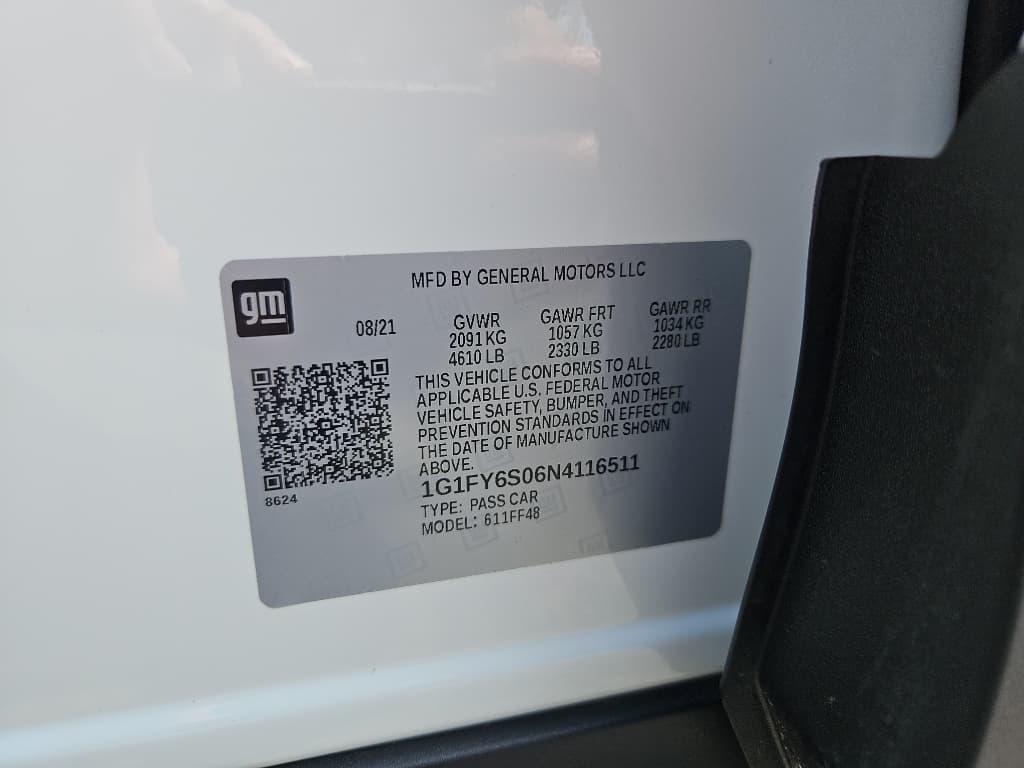 MFD BY GENERAL MOTORS LLC
gm
08/21
GVWR
2091 KG
4610 LB
GAWR FRT
1057 KG
2330 LB
GAWR RR
1034 KG
2280 LB
THIS VEHICLE CONFORMS TO ALL
APPLICABLE U.S. FEDERAL MOTOR
VEHICLE SAFETY, BUMPER, AND THEFT
PREVENTION STANDARDS IN EFFECT ON
THE DATE OF MANUFACTURE SHOWN
ABOVE.
8624
1G1FY6S06N4116511
TYPE: PASS CAR
MODEL: 611FF48